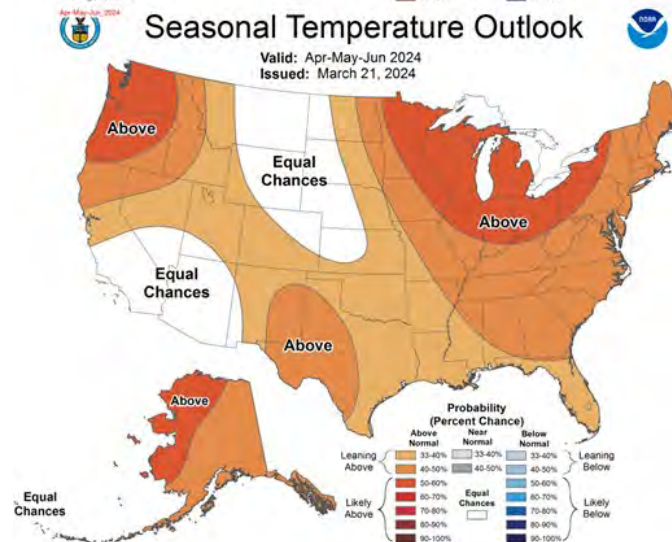 Apr-May-Jun_2024
Seasonal Temperature Outlook
NOAA
Valid: Apr-May-Jun 2024
Issued: March 21, 2024
Above
Equal
Chances
Above
Equal
Chances
Above
Above
Equal
Chances
Probability
(Percent Chance)
Above
Normal
Near
Normal
Below
Normal
Leaning
Above
33-40% 33-40% 33-40%
40-50% 40-50% 40-50%
Leaning
Below
Likely
Above
50-60% 50-60%
60-70% 60-70%
70-80% 70-80%
80-90% 80-90%
90-100% 90-100%
Equal
Chances
Likely
Below